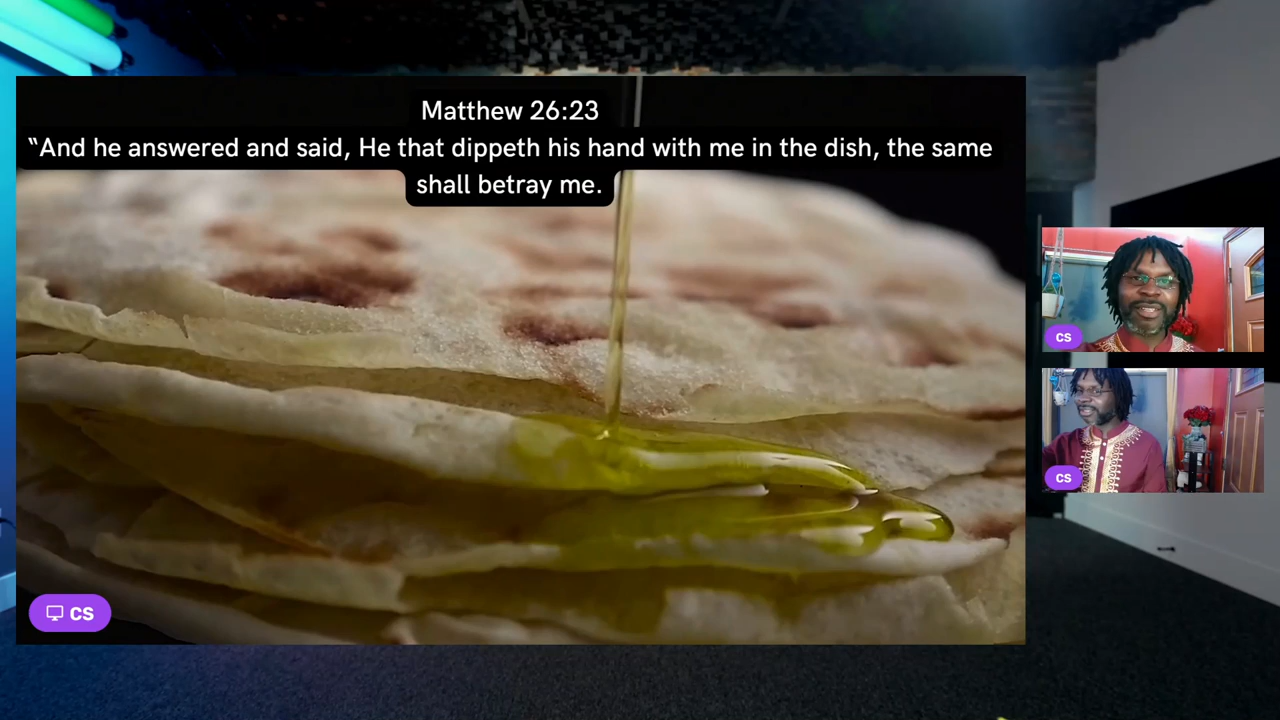 Matthew 26:23
“And he answered and said, He that dippeth his hand with me in the dish, the same
shall betray me.
CS
CS
CS